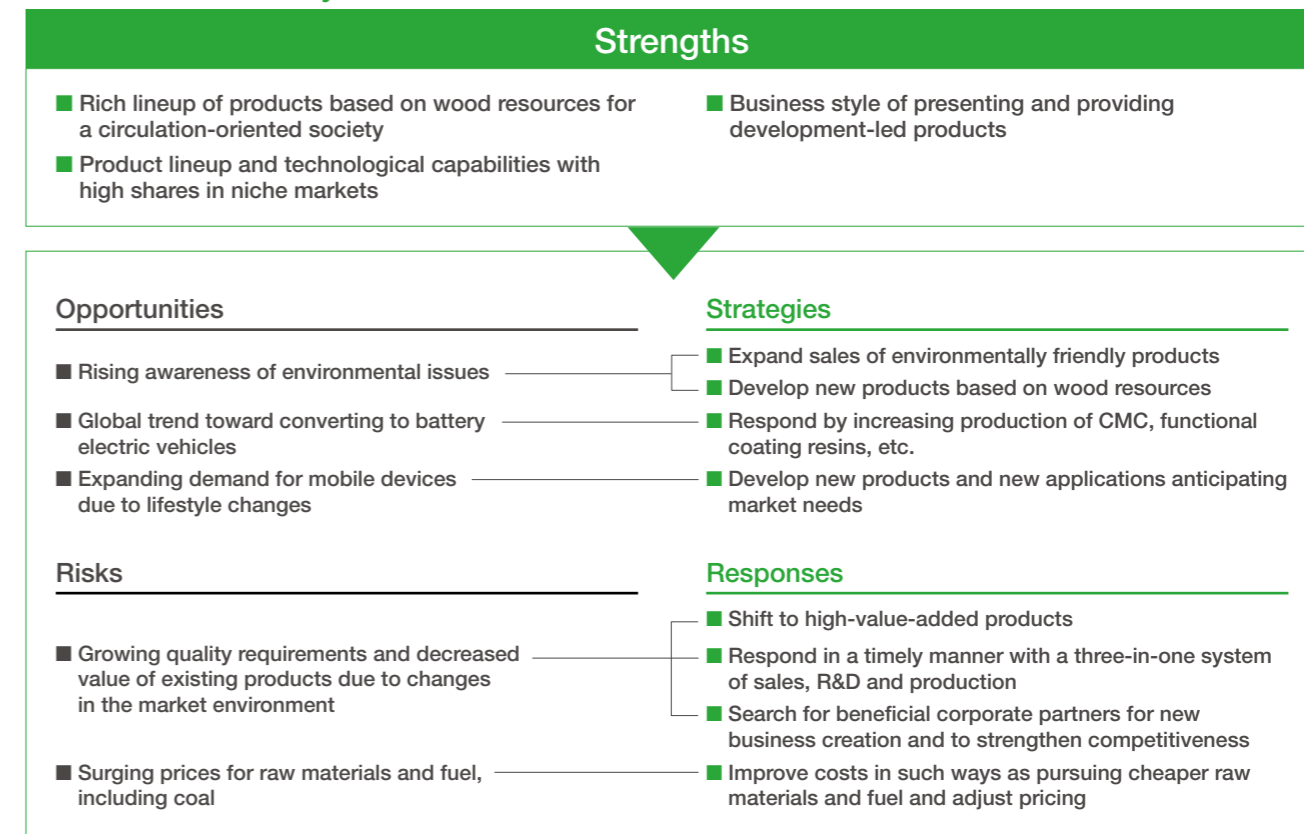 Strengths
Rich lineup of products based on wood resources for
a circulation-oriented society
Product lineup and technological capabilities with
high shares in niche markets
Business style of presenting and providing
development-led products
Opportunities
Rising awareness of environmental issues
Global trend toward converting to battery
electric vehicles
Expanding demand for mobile devices
due to lifestyle changes
Strategies
Expand sales of environmentally friendly products
Develop new products based on wood resources
Respond by increasing production of CMC, functional
coating resins, etc.
Develop new products and new applications anticipating
market needs
Risks
Growing quality requirements and decreased
value of existing products due to changes
in the market environment
Surging prices for raw materials and fuel,
including coal
Responses
Shift to high-value-added products
Respond in a timely manner with a three-in-one system
of sales, R&D and production
Search for beneficial corporate partners for new
business creation and to strengthen competitiveness
Improve costs in such ways as pursuing cheaper raw
materials and fuel and adjust pricing